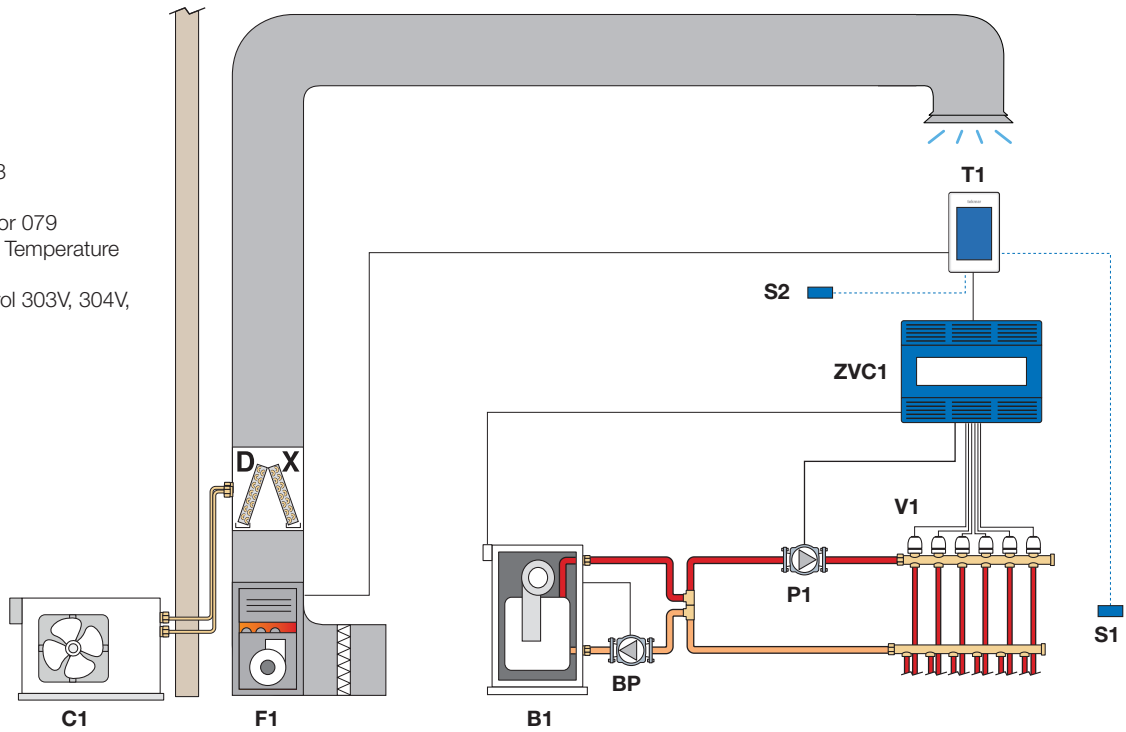 3
or 079
Temperature
ol 303V, 304V,
T1
S2
ZVC1
D X
V1
P1
S1
BP
C1
F1
B1